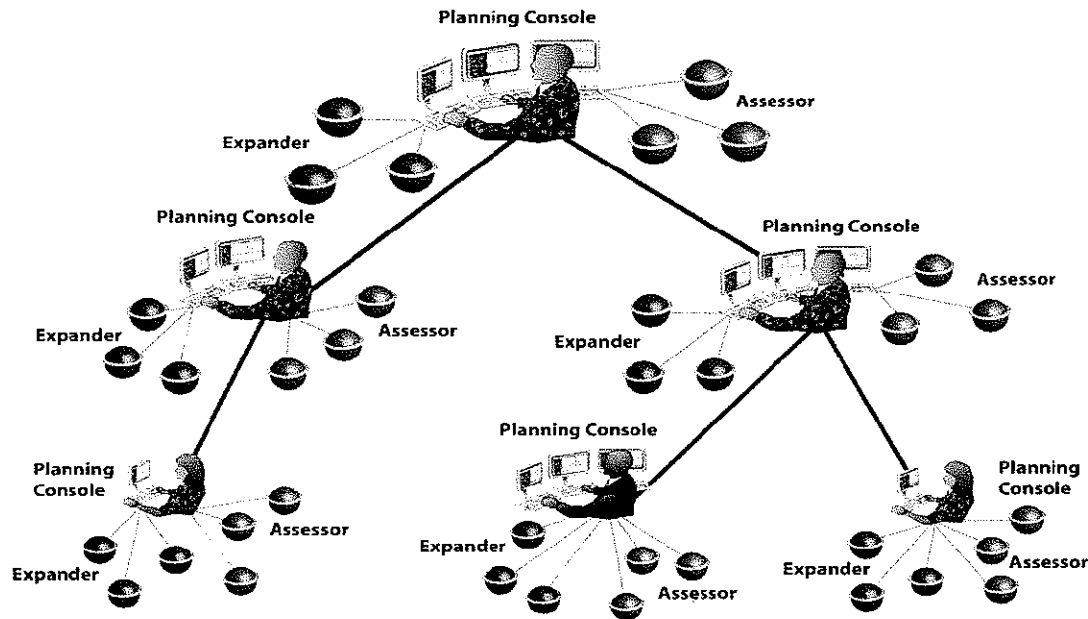 Planning Console
Assessor
Expander
Planning Console
Planning Console
Assessor
Expander
Assessor
Expander
Planning Console
Planning
Console
Planning
Console
Assessor
Expander
Assessor
Expander
Assessor
Expander